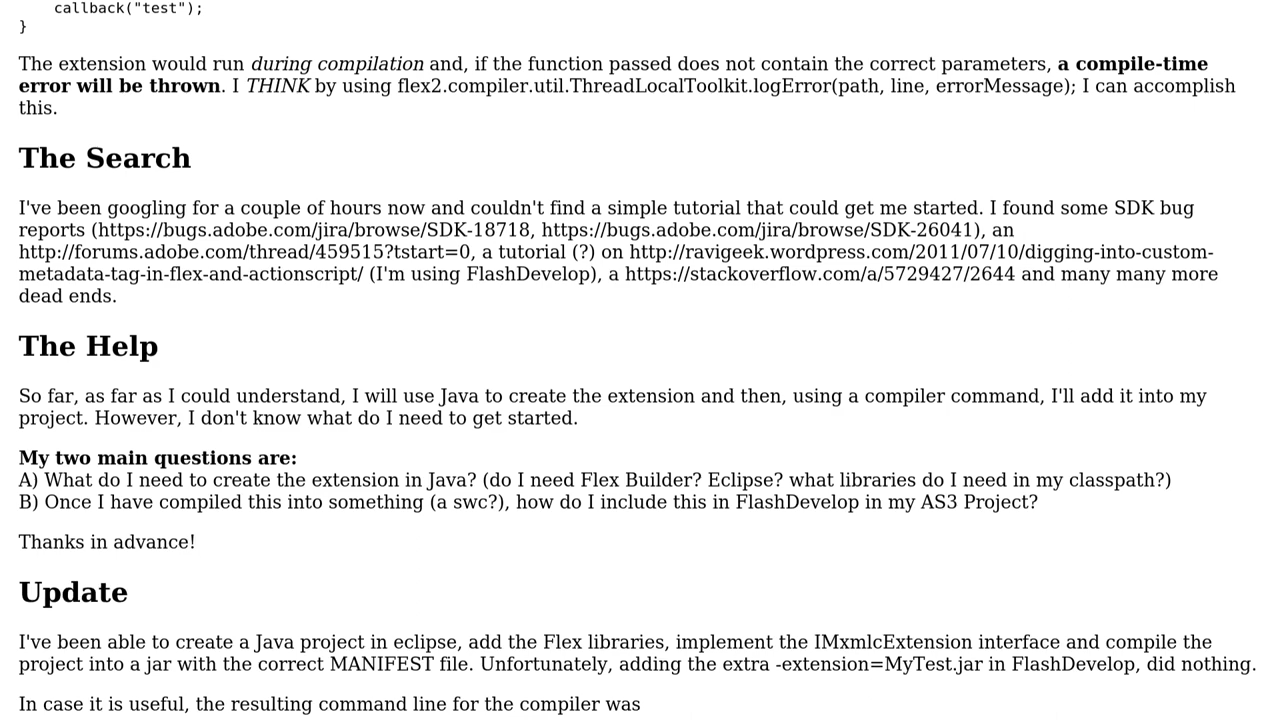 callback("test");
}
The extension would run during compilation and, if the function passed does not contain the correct parameters, a compile-time
error will be thrown. I THINK by using flex2.compiler.util.ThreadLocalToolkit.logError(path, line, errorMessage); I can accomplish
this.
The Search
I've been googling for a couple of hours now and couldn't find a simple tutorial that could get me started. I found some SDK bug
reports (https://bugs.adobe.com/jira/browse/SDK-18718, https://bugs.adobe.com/jira/browse/SDK-26041), an
http://forums.adobe.com/thread/459515?tstart=0, a tutorial (?) on http://ravigeek.wordpress.com/2011/07/10/digging-into-custom-
metadata-tag-in-flex-and-actionscript/ (I'm using FlashDevelop), a https://stackoverflow.com/a/5729427/2644 and many many more
dead ends.
The Help
So far, as far as I could understand, I will use Java to create the extension and then, using a compiler command, I'll add it into my
project. However, I don't know what do I need to get started.
My two main questions are:
A) What do I need to create the extension in Java? (do I need Flex Builder? Eclipse? what libraries do I need in my classpath?)
B) Once I have compiled this into something (a swc?), how do I include this in FlashDevelop in my AS3 Project?
Thanks in advance!
Update
I've been able to create a Java project in eclipse, add the Flex libraries, implement the IMxmlcExtension interface and compile the
project into a jar with the correct MANIFEST file. Unfortunately, adding the extra -extension=MyTest.jar in FlashDevelop, did nothing.
In case it is useful, the resulting command line for the compiler was